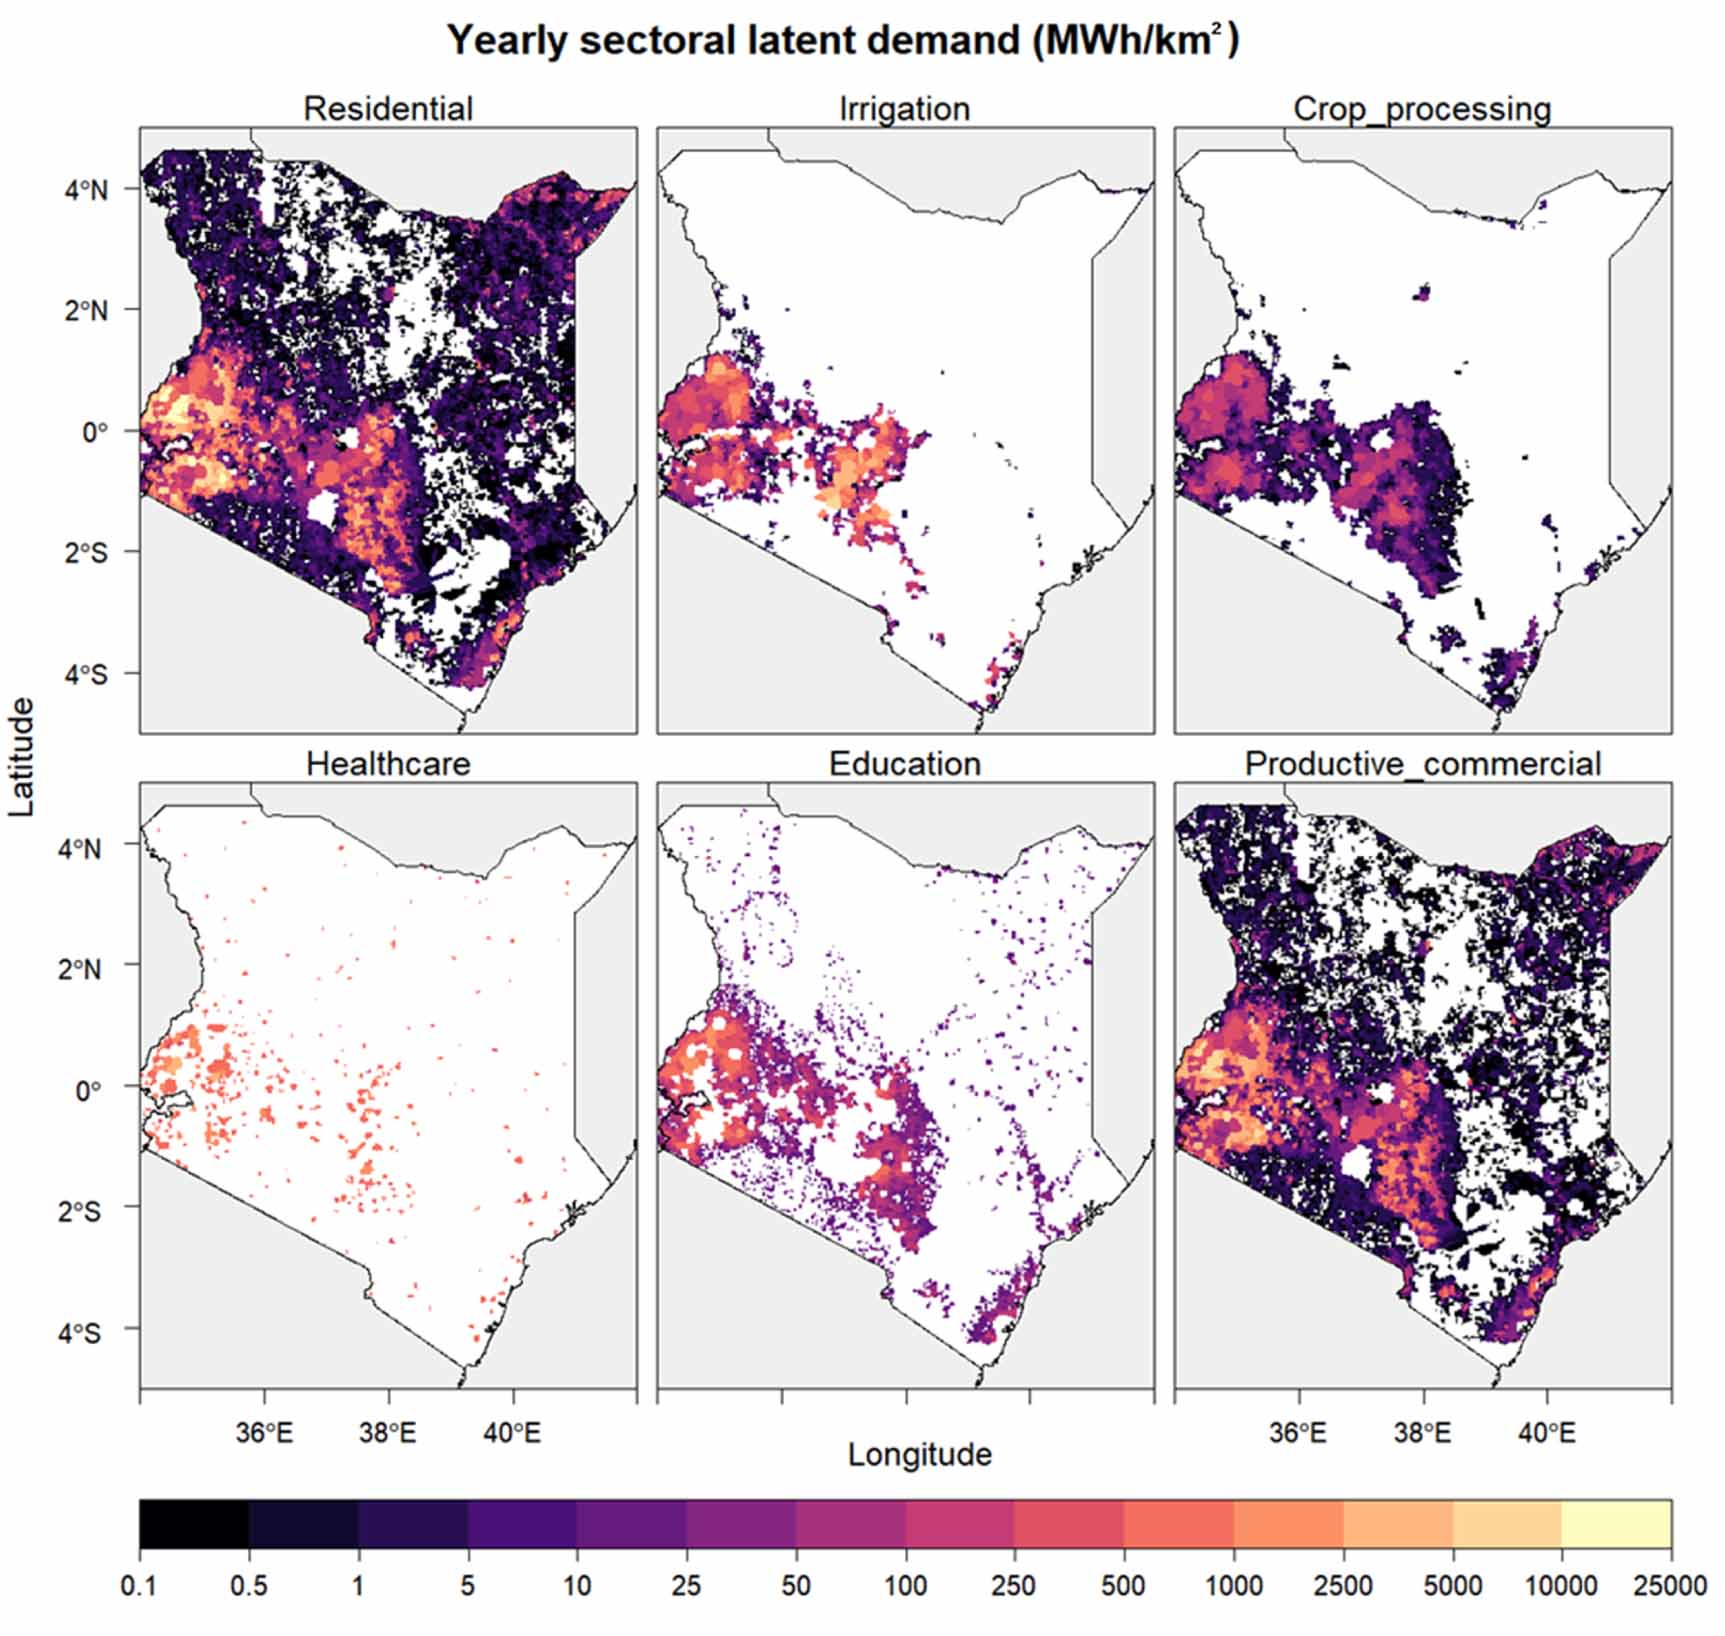 Yearly sectoral latent demand (MWh/km²)
Residential Irrigation Crop_processing
4°N
2°N
0°
2°S
4°S
Latitude
Healthcare Education Productive_commercial
4°N
2°N
0°
2°S
4°S
36°E 38°E 40°E 36°E 38°E 40°E
Longitude
0.1 0.5 1 5 10 25 50 100 250 500 1000 2500 5000 10000 25000